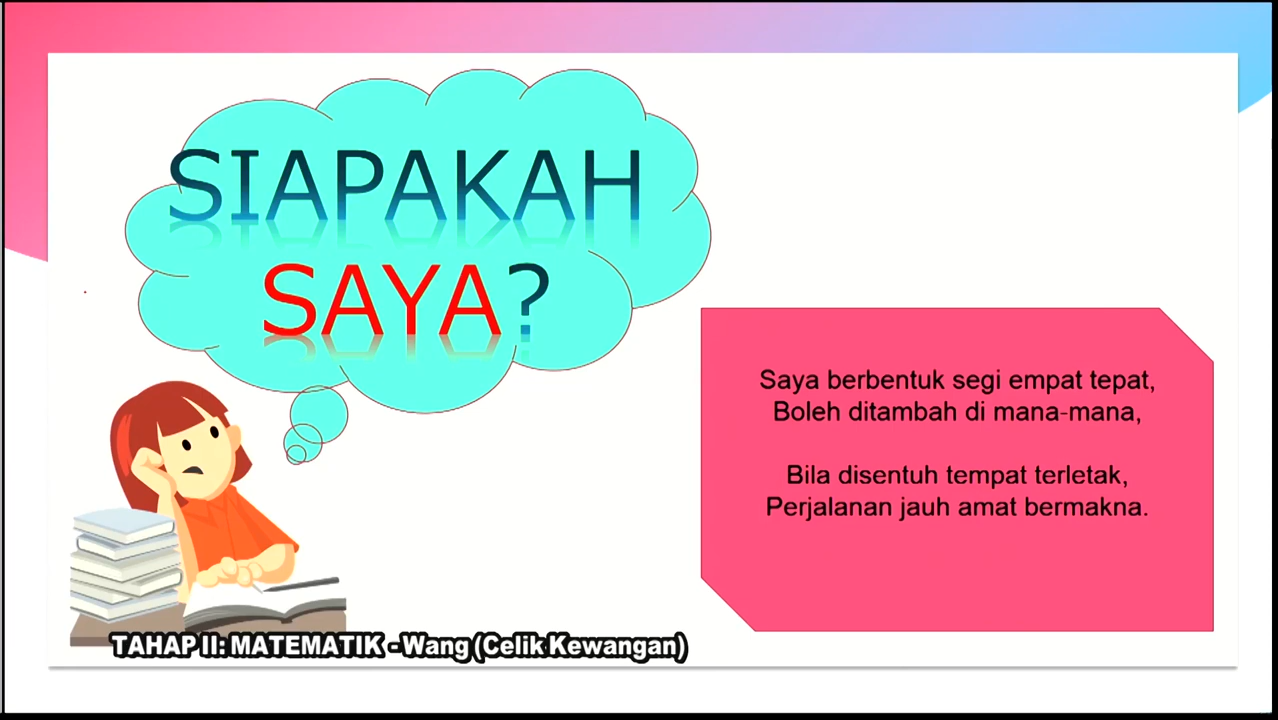 SIAPAKAH
SAYA?
Saya berbentuk segi empat tepat,
Boleh ditambah di mana-mana,
Bila disentuh tempat terletak,
Perjalanan jauh amat bermakna.
TAHAP II: MATEMATIK - Wang (Celik Kewangan)